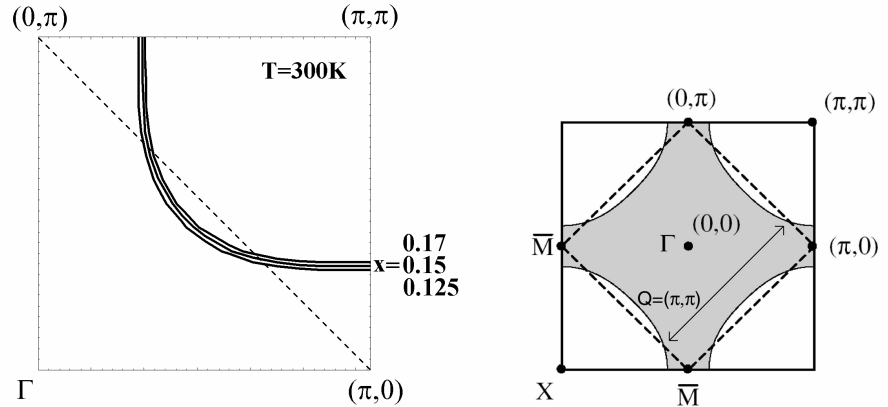 (0,π)
(π,π)
T=300K
0.17
x=0.15
0.125
Γ
(π,0)
(0,π)
(π,π)
M̅
Γ
(0,0)
(π,0)
Q=(π,π)
X
M̅